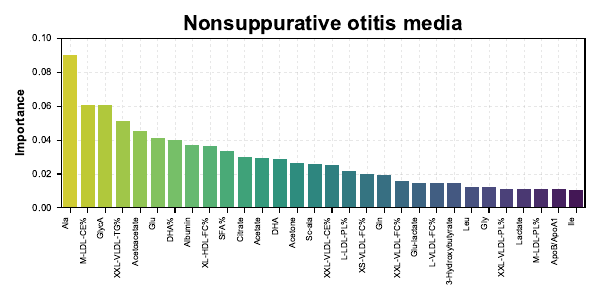 Nonsuppurative otitis media
0.10
0.08
0.06
0.04
0.02
0.00
Importance
Ala
M-LDL-CE%
GlycA
XXL-VLDL-TG%
Acetoacetate
Glu
DHA%
Albumin
XL-HDL-FC%
SFA%
Citrate
Acetate
DHA
Acetone
Sc-ala
XXL-VLDL-CE%
L-LDL-PL%
XS-VLDL-FC%
Gln
XXL-VLDL-FC%
Glu-lactate
L-VLDL-FC%
3-Hydroxybutyrate
Leu
Gly
XXL-VLDL-PL%
Lactate
M-LDL-PL%
ApoB/ApoA1
Ile